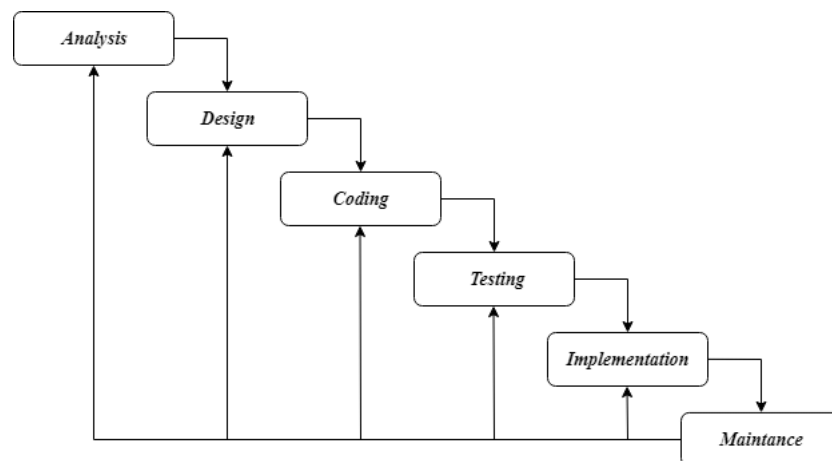 Analysis
Design
Coding
Testing
Implementation
Maintance